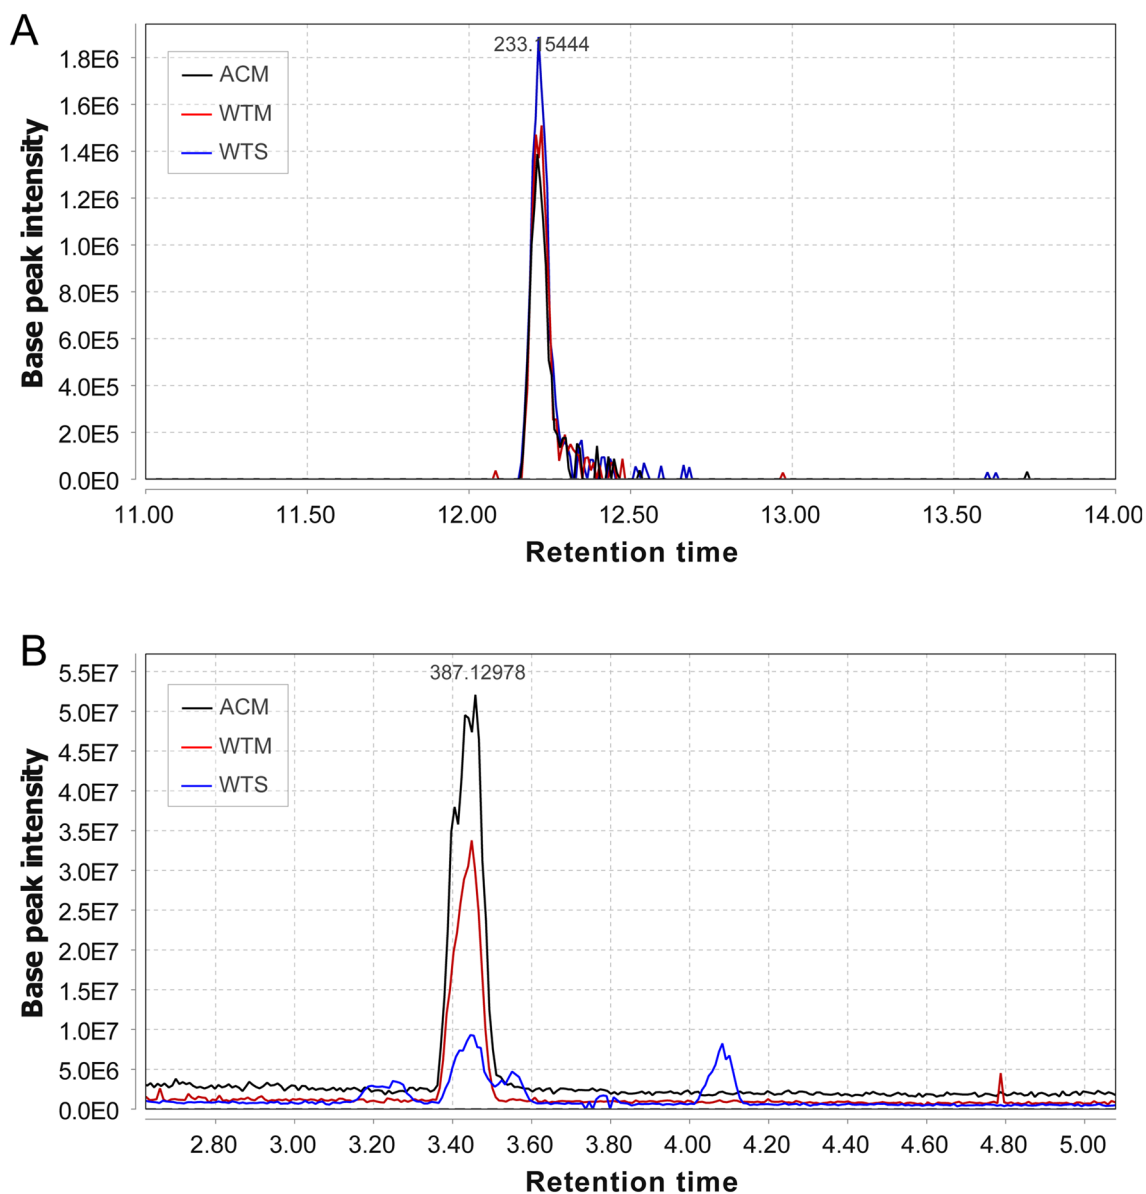 A
233.15444
ACM
WTM
WTS
Base peak intensity
1.8E6
1.6E6
1.4E6
1.2E6
1.0E6
8.0E5
6.0E5
4.0E5
2.0E5
0.0E0
11.00 11.50 12.00 12.50 13.00 13.50 14.00
Retention time
B
387.12978
ACM
WTM
WTS
Base peak intensity
5.5E7
5.0E7
4.5E7
4.0E7
3.5E7
3.0E7
2.5E7
2.0E7
1.5E7
1.0E7
5.0E6
0.0E0
2.80 3.00 3.20 3.40 3.60 3.80 4.00 4.20 4.40 4.60 4.80 5.00
Retention time